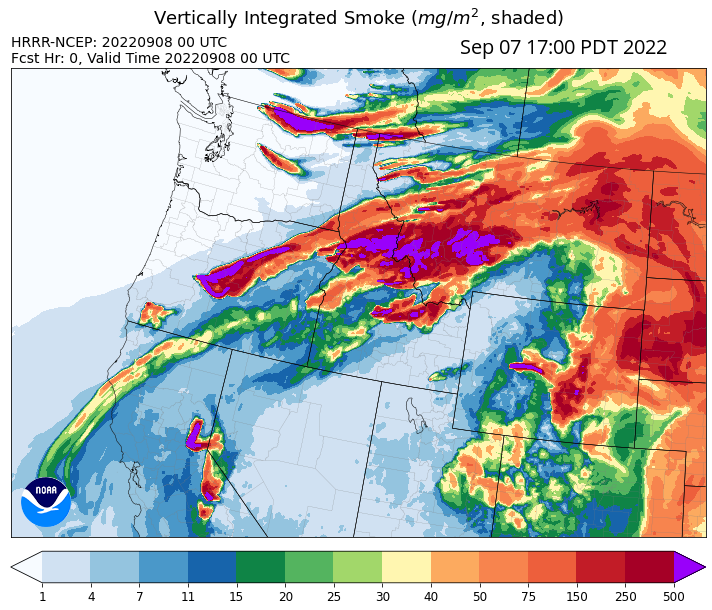 Vertically Integrated Smoke (mg/m², shaded)
HRRR-NCEP: 20220908 00 UTC
Fcst Hr: 0, Valid Time 20220908 00 UTC
Sep 07 17:00 PDT 2022
NOAA
1 4 7 11 15 20 25 30 40 50 75 150 250 500